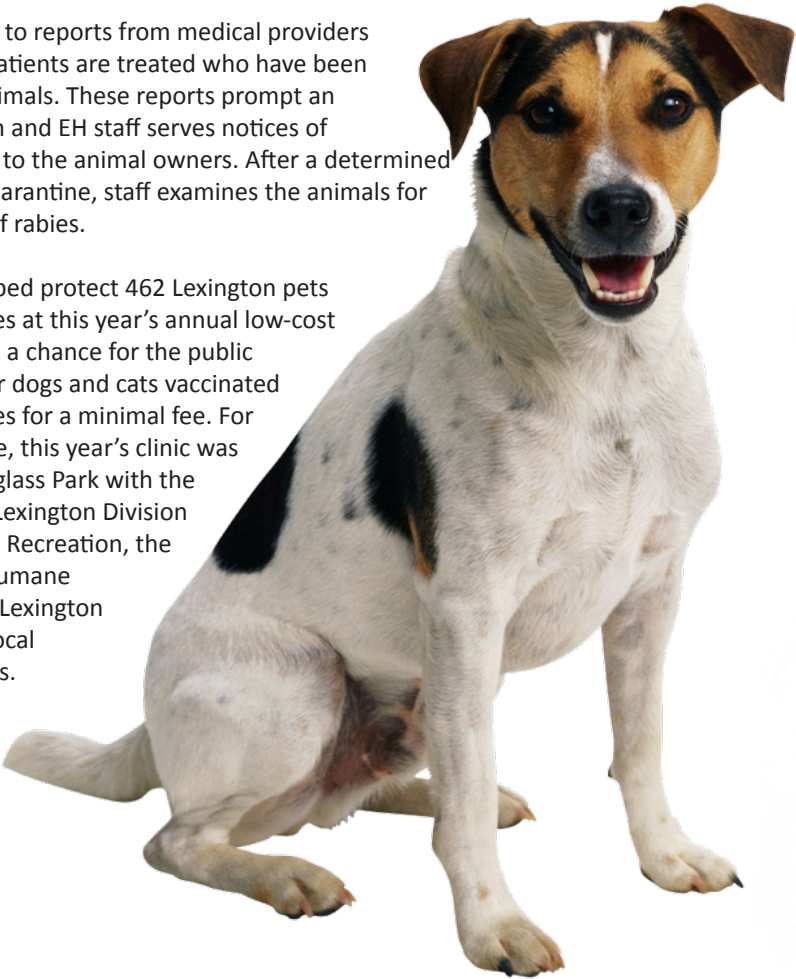 to reports from medical providers
patients are treated who have been
imals. These reports prompt an
n and EH staff serves notices of
to the animal owners. After a determined
uarantine, staff examines the animals for
f rabies.
ped protect 462 Lexington pets
es at this year's annual low-cost
a chance for the public
r dogs and cats vaccinated
es for a minimal fee. For
e, this year's clinic was
glass Park with the
Lexington Division
Recreation, the
umane
Lexington
ocal
s.